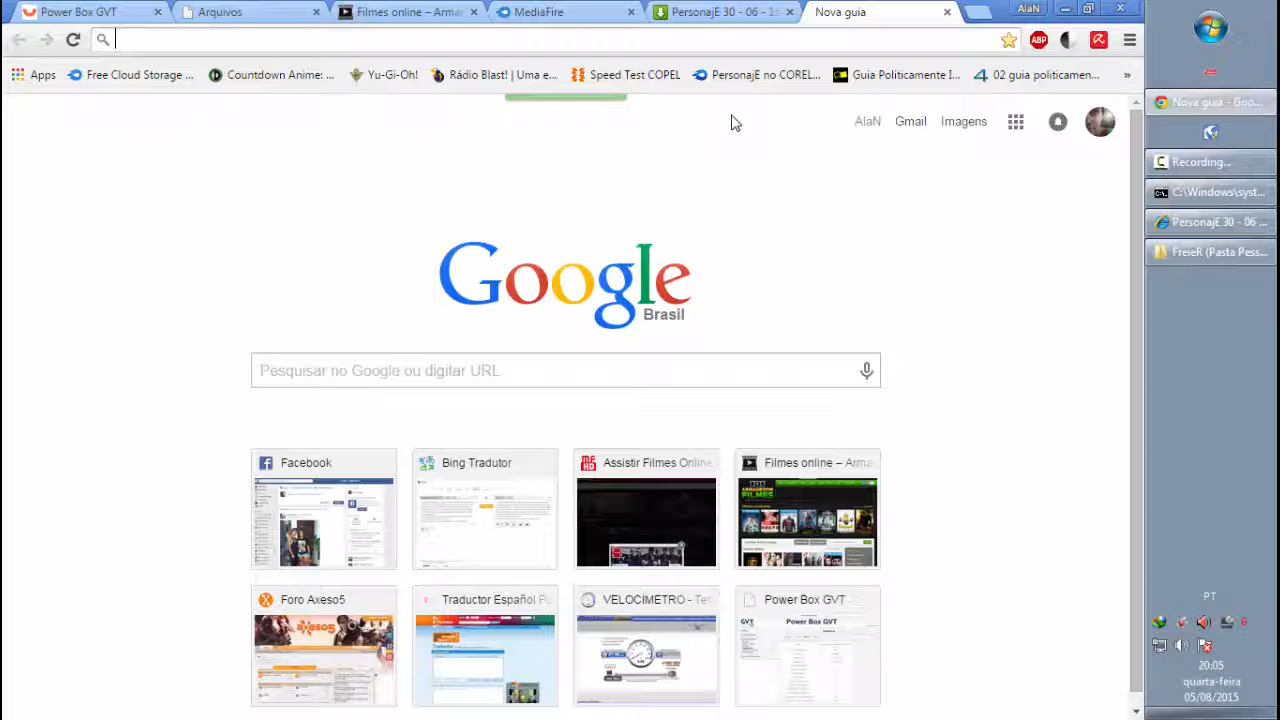 Power Box GVT
Arquivos
Filmes online – Arma
MediaFire
PersonajE 30 - 06 - 1
Nova guia
AlaN
ABP
Apps
Free Cloud Storage ...
Countdown Anime: ...
Yu-Gi-Oh!
Rádio Blast! | Uma e...
Speed Test COPEL
PersonajE no COREL...
Guia Politicamente I...
02 guia politicamen...
»
AlaN
Gmail
Imagens
Google
Brasil
Pesquisar no Google ou digitar URL
Facebook
Bing Tradutor
Assistir Filmes Online
Filmes online – Arma
Foro Axeso5
Traductor Español P
VELOCÍMETRO - Te
Power Box GVT
Nova guia - Goo...
Recording...
C:\Windows\syst...
PersonajE 30 - 06 ...
FreieR (Pasta Pess...
PT
20:05
quarta-feira
05/08/2015